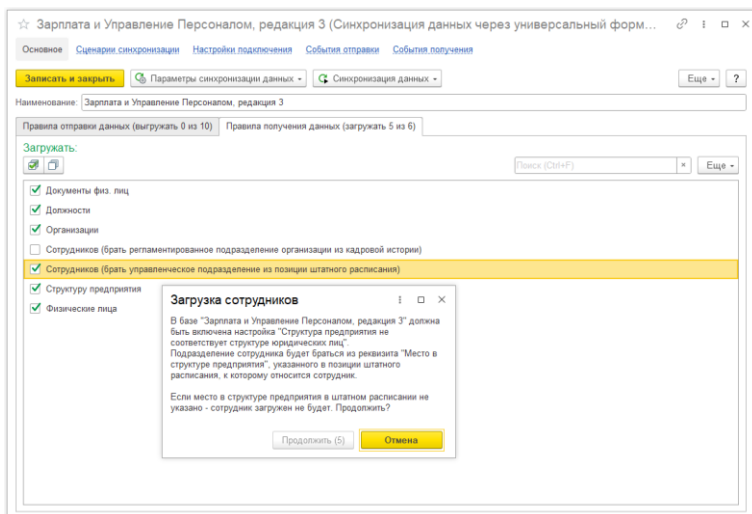 Зарплата и Управление Персоналом, редакция 3 (Синхронизация данных через универсальный форм...
Основное Сценарии синхронизации Настройки подключения События отправки События получения
Записать и закрыть Параметры синхронизации данных Синхронизация данных Еще ?
Наименование: Зарплата и Управление Персоналом, редакция 3
Правила отправки данных (выгружать 0 из 10) Правила получения данных (загружать 5 из 6)
Загружать:
Поиск (Ctrl+F) × Еще
Документы физ. лиц
Должности
Организации
Сотрудников (брать регламентированное подразделение организации из кадровой истории)
Сотрудников (брать управленческое подразделение из позиции штатного расписания)
Структуру предприятия
Физические лица
Загрузка сотрудников
В базе "Зарплата и Управление Персоналом, редакция 3" должна
быть включена настройка "Структура предприятия не
соответствует структуре юридических лиц".
Подразделение сотрудника будет браться из реквизита "Место в
структуре предприятия", указанного в позиции штатного
расписания, к которому относится сотрудник.
Если место в структуре предприятия в штатном расписании не
указано - сотрудник загружен не будет. Продолжить?
Продолжить (5) Отмена